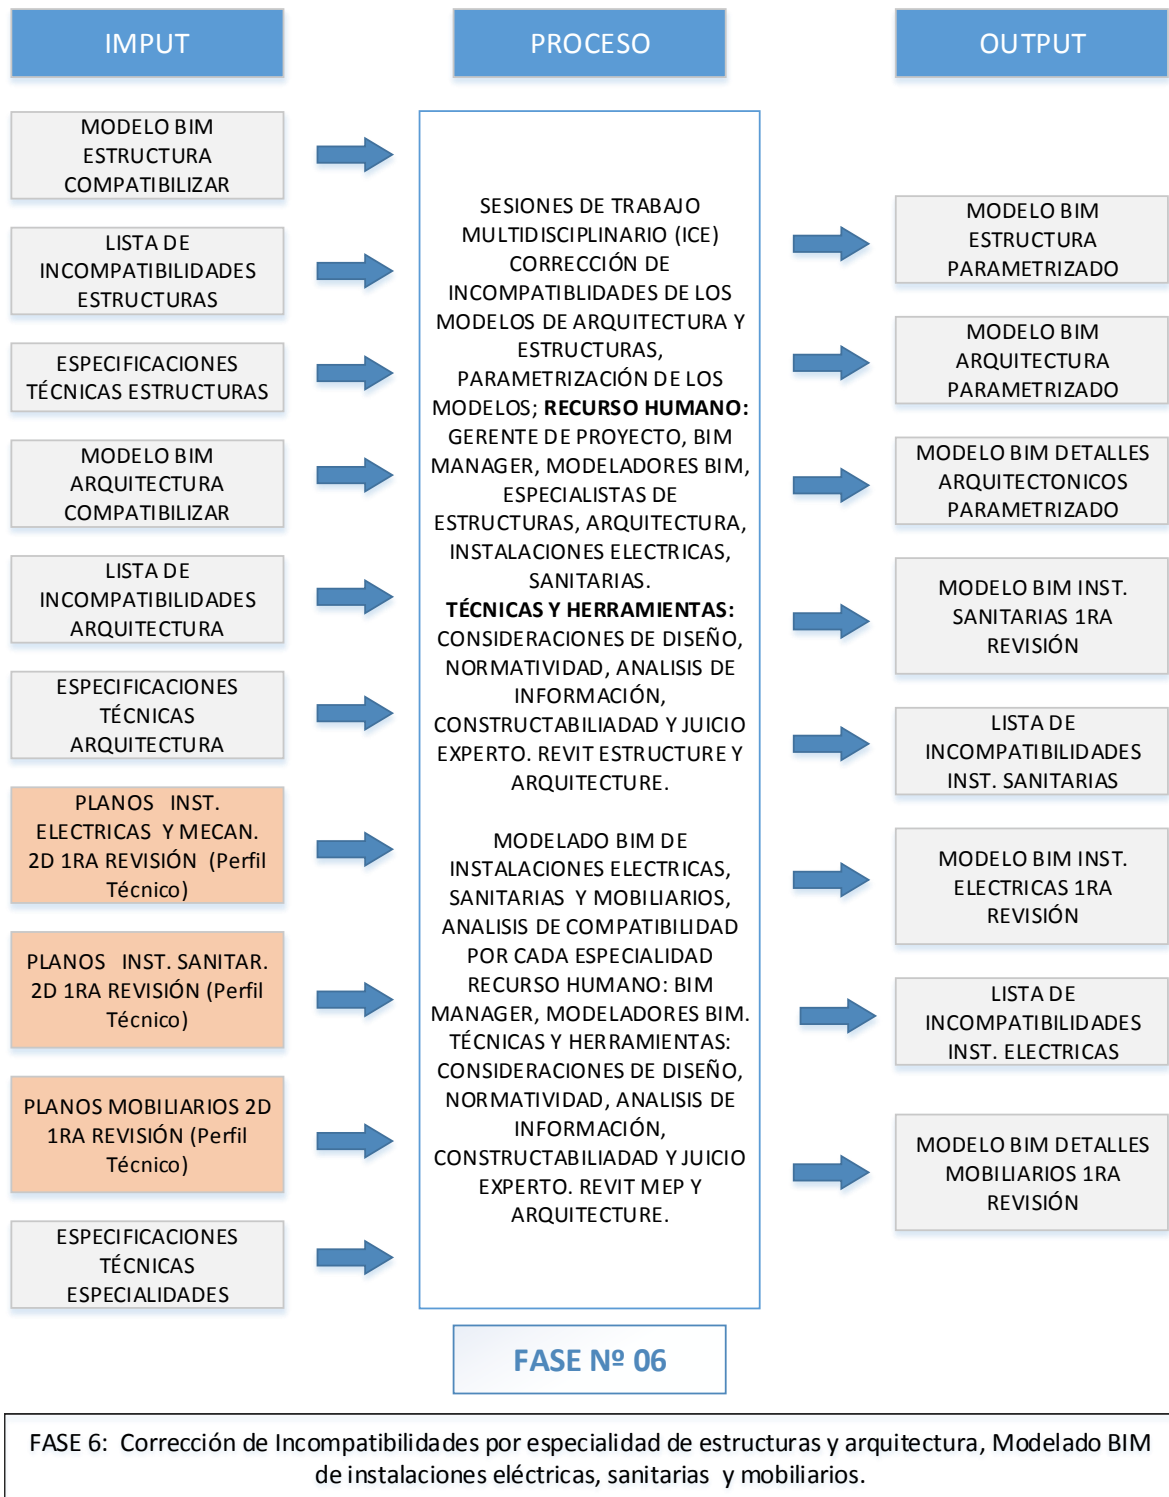 IMPUT
PROCESO
OUTPUT
MODELO BIM
ESTRUCTURA
COMPATIBILIZAR
LISTA DE
INCOMPATIBILIDADES
ESTRUCTURAS
ESPECIFICACIONES
TÉCNICAS ESTRUCTURAS
MODELO BIM
ARQUITECTURA
COMPATIBILIZAR
LISTA DE
INCOMPATIBILIDADES
ARQUITECTURA
ESPECIFICACIONES
TÉCNICAS
ARQUITECTURA
PLANOS INST.
ELECTRICAS Y MECAN.
2D 1RA REVISIÓN (Perfil
Técnico)
PLANOS INST. SANITAR.
2D 1RA REVISIÓN (Perfil
Técnico)
PLANOS MOBILIARIOS 2D
1RA REVISIÓN (Perfil
Técnico)
ESPECIFICACIONES
TÉCNICAS
ESPECIALIDADES
SESIONES DE TRABAJO
MULTIDISCIPLINARIO (ICE)
CORRECCIÓN DE
INCOMPATIBLIDADES DE LOS
MODELOS DE ARQUITECTURA Y
ESTRUCTURAS,
PARAMETRIZACIÓN DE LOS
MODELOS; RECURSO HUMANO:
GERENTE DE PROYECTO, BIM
MANAGER, MODELADORES BIM,
ESPECIALISTAS DE
ESTRUCTURAS, ARQUITECTURA,
INSTALACIONES ELECTRICAS,
SANITARIAS.
TÉCNICAS Y HERRAMIENTAS:
CONSIDERACIONES DE DISEÑO,
NORMATIVIDAD, ANALISIS DE
INFORMACIÓN,
CONSTRUCTABILIADAD Y JUICIO
EXPERTO. REVIT ESTRUCTURE Y
ARQUITECTURE.
MODELADO BIM DE
INSTALACIONES ELECTRICAS,
SANITARIAS Y MOBILIARIOS,
ANALISIS DE COMPATIBILIDAD
POR CADA ESPECIALIDAD
RECURSO HUMANO: BIM
MANAGER, MODELADORES BIM.
TÉCNICAS Y HERRAMIENTAS:
CONSIDERACIONES DE DISEÑO,
NORMATIVIDAD, ANALISIS DE
INFORMACIÓN,
CONSTRUCTABILIADAD Y JUICIO
EXPERTO. REVIT MEP Y
ARQUITECTURE.
MODELO BIM
ESTRUCTURA
PARAMETRIZADO
MODELO BIM
ARQUITECTURA
PARAMETRIZADO
MODELO BIM DETALLES
ARQUITECTONICOS
PARAMETRIZADO
MODELO BIM INST.
SANITARIAS 1RA
REVISIÓN
LISTA DE
INCOMPATIBILIDADES
INST. SANITARIAS
MODELO BIM INST.
ELECTRICAS 1RA
REVISIÓN
LISTA DE
INCOMPATIBILIDADES
INST. ELECTRICAS
MODELO BIM DETALLES
MOBILIARIOS 1RA
REVISIÓN
FASE Nº 06
FASE 6: Corrección de Incompatibilidades por especialidad de estructuras y arquitectura, Modelado BIM
de instalaciones eléctricas, sanitarias y mobiliarios.